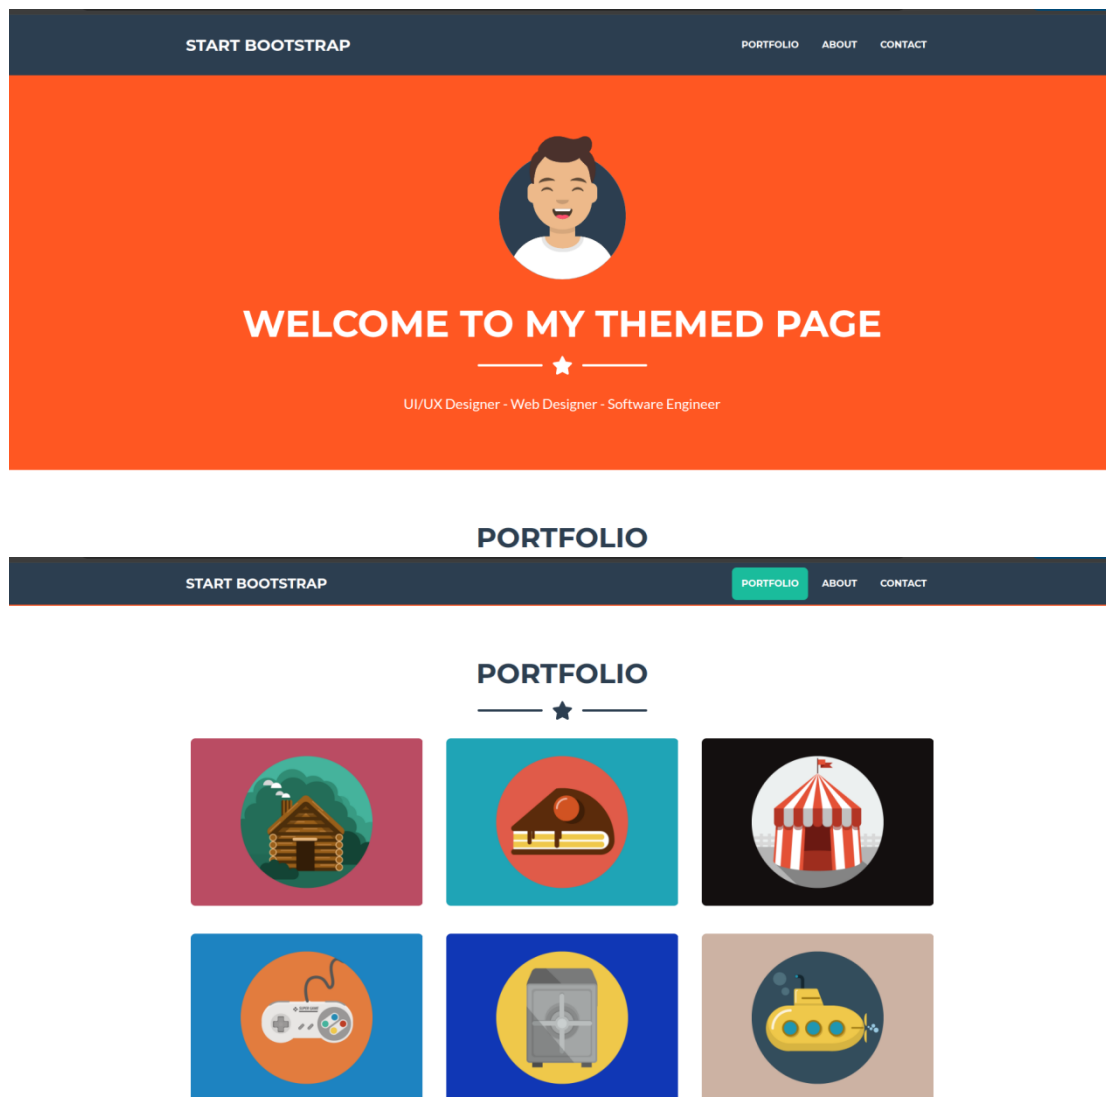 START BOOTSTRAP
PORTFOLIO ABOUT CONTACT
WELCOME TO MY THEMED PAGE
UI/UX Designer - Web Designer - Software Engineer
PORTFOLIO
START BOOTSTRAP
PORTFOLIO ABOUT CONTACT
PORTFOLIO